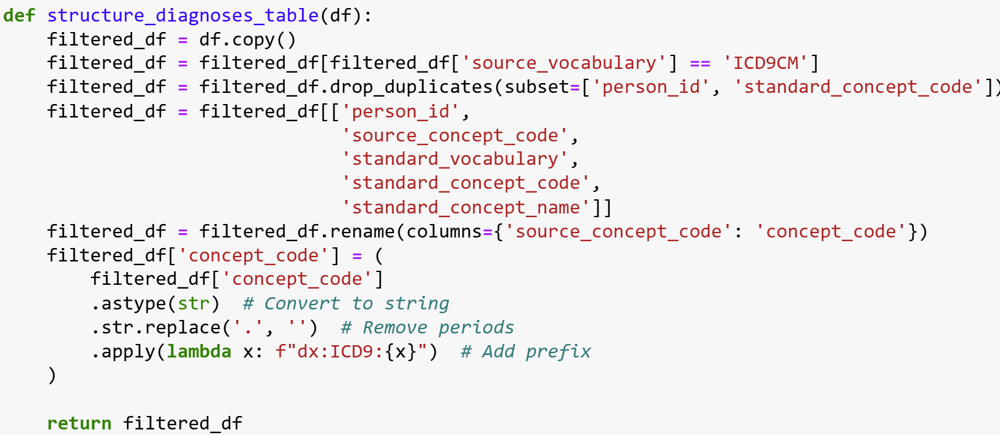 def structure_diagnoses_table(df):
    filtered_df = df.copy()
    filtered_df = filtered_df[filtered_df['source_vocabulary'] == 'ICD9CM']
    filtered_df = filtered_df.drop_duplicates(subset=['person_id', 'standard_concept_code'])
    filtered_df = filtered_df[['person_id',
                               'source_concept_code',
                               'standard_vocabulary',
                               'standard_concept_code',
                               'standard_concept_name']]
    filtered_df = filtered_df.rename(columns={'source_concept_code': 'concept_code'})
    filtered_df['concept_code'] = (
        filtered_df['concept_code']
        .astype(str)  # Convert to string
        .str.replace('.', '')  # Remove periods
        .apply(lambda x: f"dx:ICD9:{x}")  # Add prefix
    )
    return filtered_df